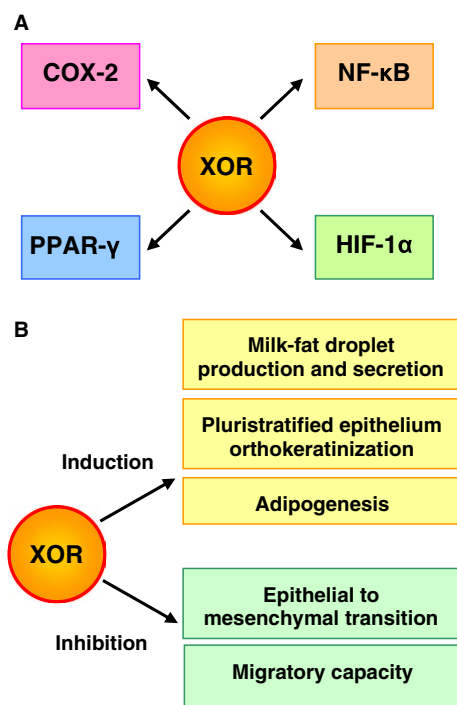 A
COX-2
NF-κB
XOR
PPAR-γ
HIF-1α
B
Milk-fat droplet
production and secretion
Pluristratified epithelium
orthokeratinization
Induction
Adipogenesis
XOR
Epithelial to
mesenchymal transition
Inhibition
Migratory capacity